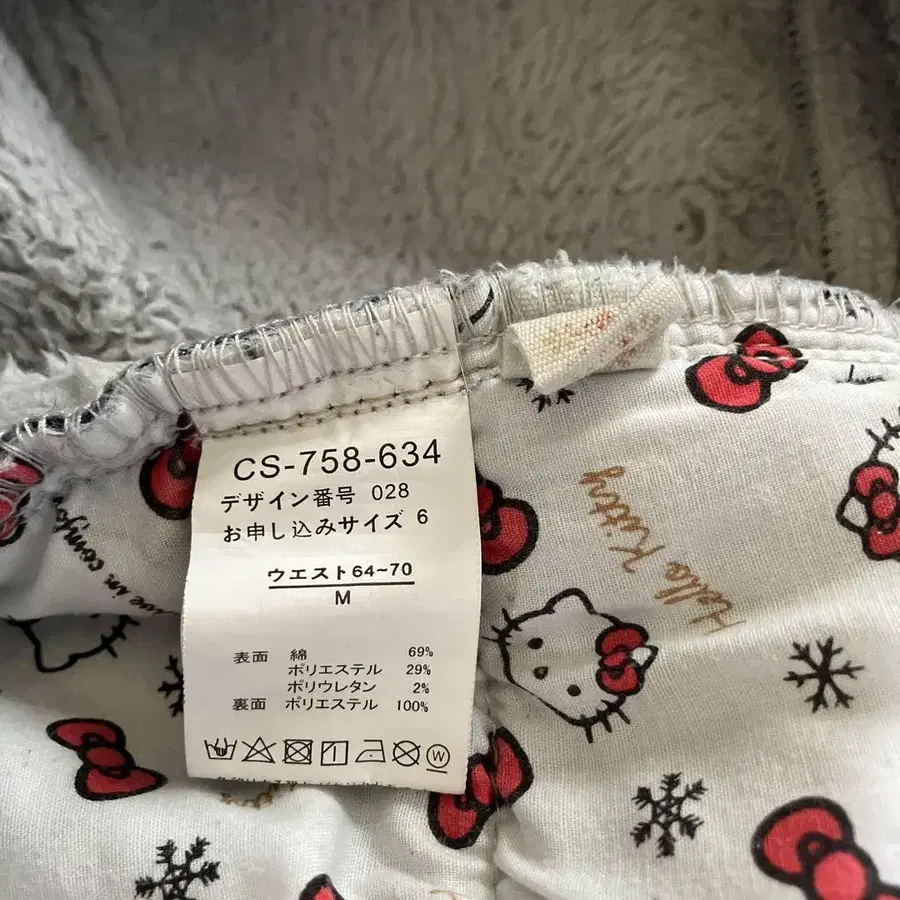 CS-758-634
デザイン番号 028
お申し込みサイズ 6
ウエスト64~70
M
表面 綿 69%
ポリエステル 29%
ポリウレタン 2%
裏面 ポリエステル 100%
W
Hello Kitty